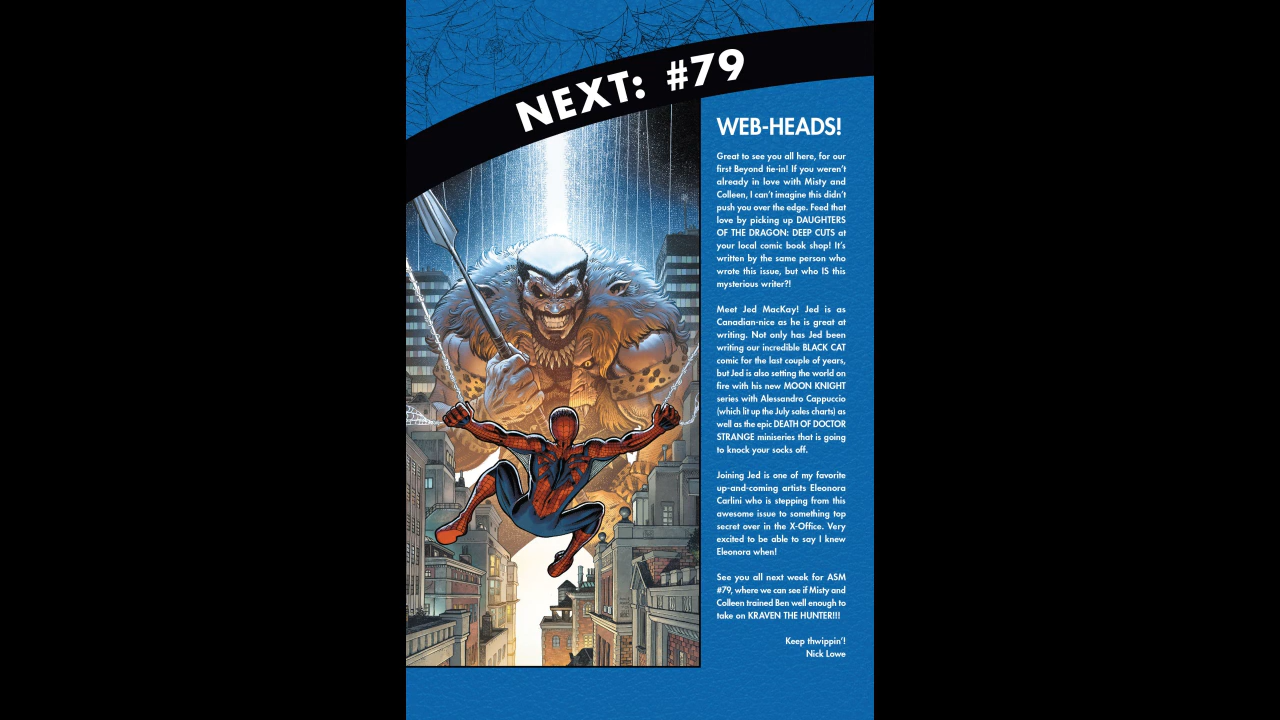 NEXT: #79
WEB-HEADS!
Great to see you all here, for our
first Beyond tie-in! If you weren't
already in love with Misty and
Colleen, I can't imagine this didn't
push you over the edge. Feed that
love by picking up DAUGHTERS
OF THE DRAGON: DEEP CUTS at
your local comic book shop! It's
written by the same person who
wrote this issue, but who IS this
mysterious writer?!
Meet Jed MacKay! Jed is as
Canadian-nice as he is great at
writing. Not only has Jed been
writing our incredible BLACK CAT
comic for the last couple of years,
but Jed is also setting the world on
fire with his new MOON KNIGHT
series with Alessandro Cappuccio
(which lit up the July sales charts) as
well as the epic DEATH OF DOCTOR
STRANGE miniseries that is going
to knock your socks off.
Joining Jed is one of my favorite
up-and-coming artists Eleonora
Carlini who is stepping from this
awesome issue to something top
secret over in the X-Office. Very
excited to be able to say I knew
Eleonora when!
See you all next week for ASM
#79, where we can see if Misty and
Colleen trained Ben well enough to
take on KRAVEN THE HUNTER!!!
Keep thwippin'!
Nick Lowe